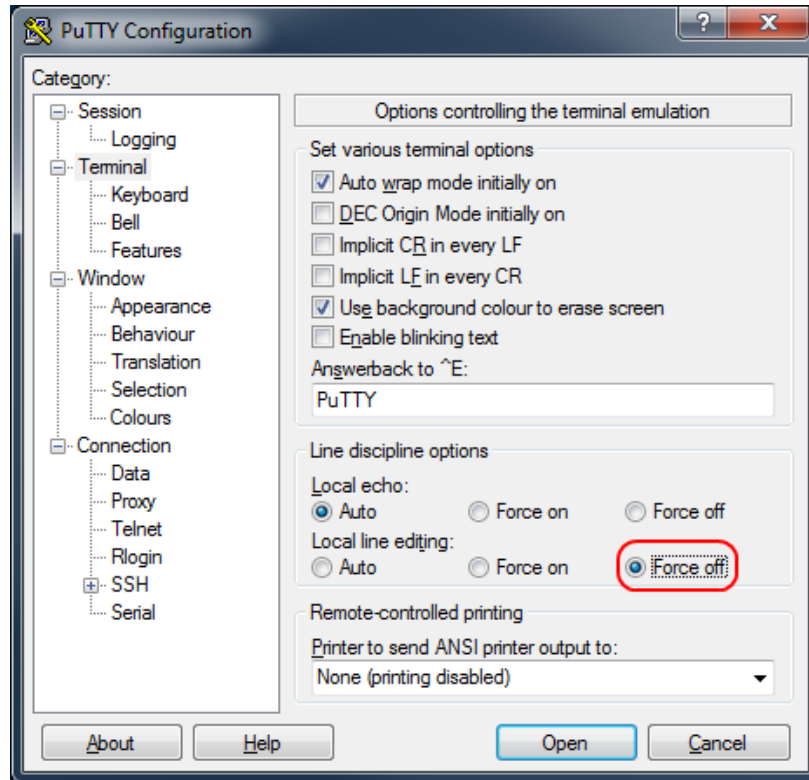 PuTTY Configuration
Category:
Session
Logging
Terminal
Keyboard
Bell
Features
Window
Appearance
Behaviour
Translation
Selection
Colours
Connection
Data
Proxy
Telnet
Rlogin
SSH
Serial
Options controlling the terminal emulation
Set various terminal options
Auto wrap mode initially on
DEC Origin Mode initially on
Implicit CR in every LF
Implicit LF in every CR
Use background colour to erase screen
Enable blinking text
Answerback to ^E:
PuTTY
Line discipline options
Local echo:
Auto Force on Force off
Local line editing:
Auto Force on Force off
Remote-controlled printing
Printer to send ANSI printer output to:
None (printing disabled)
About Help Open Cancel